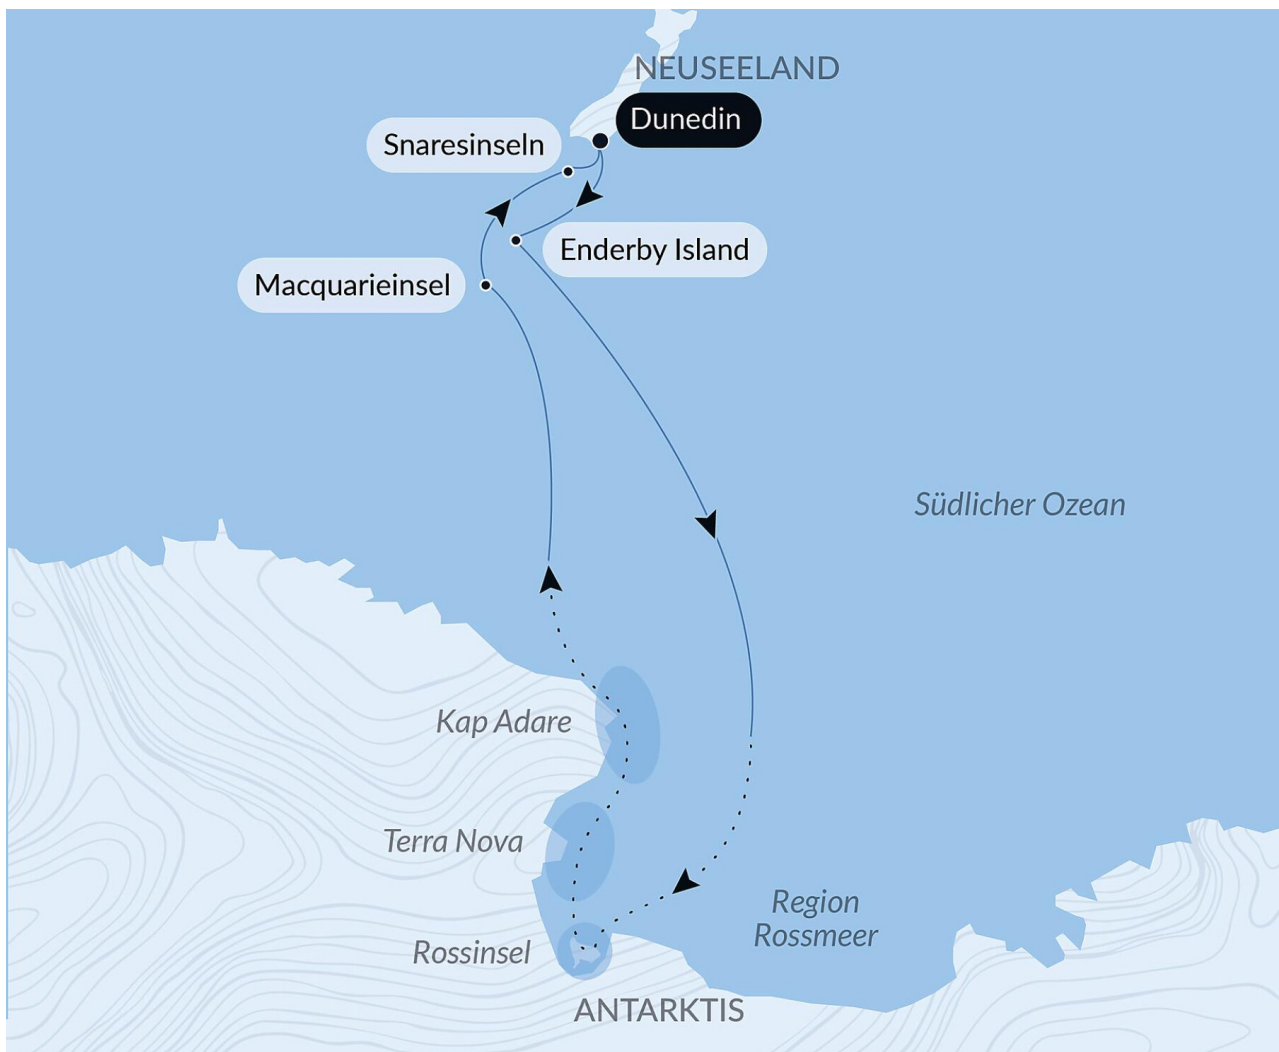 NEUSEELAND
Dunedin
Snaresinseln
Enderby Island
Macquarieinsel
Südlicher Ozean
Kap Adare
Terra Nova
Region
Rossmeer
Rossinsel
ANTARKTIS